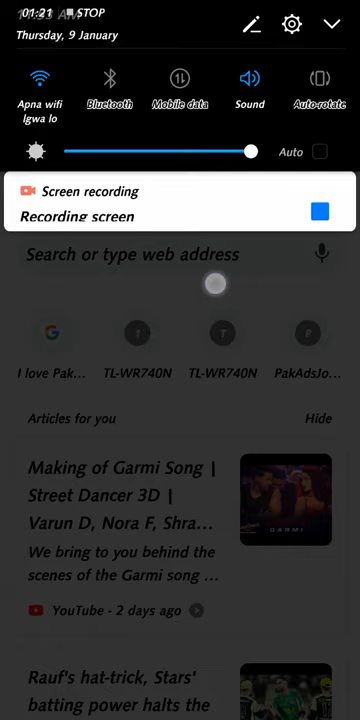 01:21 STOP
Thursday, 9 January
Apna wifi
lgwa lo
Bluetooth
Mobile data
Sound
Auto-rotate
Auto
Screen recording
Recording screen
Search or type web address
I love Pak...
T
TL-WR740N
T
TL-WR740N
P
PakAdsJo...
Articles for you
Hide
Making of Garmi Song |
Street Dancer 3D |
Varun D, Nora F, Shra...
We bring to you behind the
scenes of the Garmi song ...
GARMI
YouTube - 2 days ago
Rauf's hat-trick, Stars'
batting power halts the